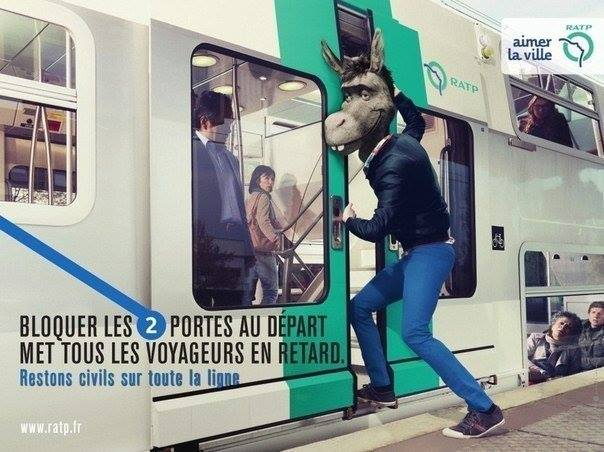 aimer
la ville
RATP
RATP
BLOQUER LES 2 PORTES AU DÉPART
MET TOUS LES VOYAGEURS EN RETARD.
Restons civils sur toute la ligne
www.ratp.fr